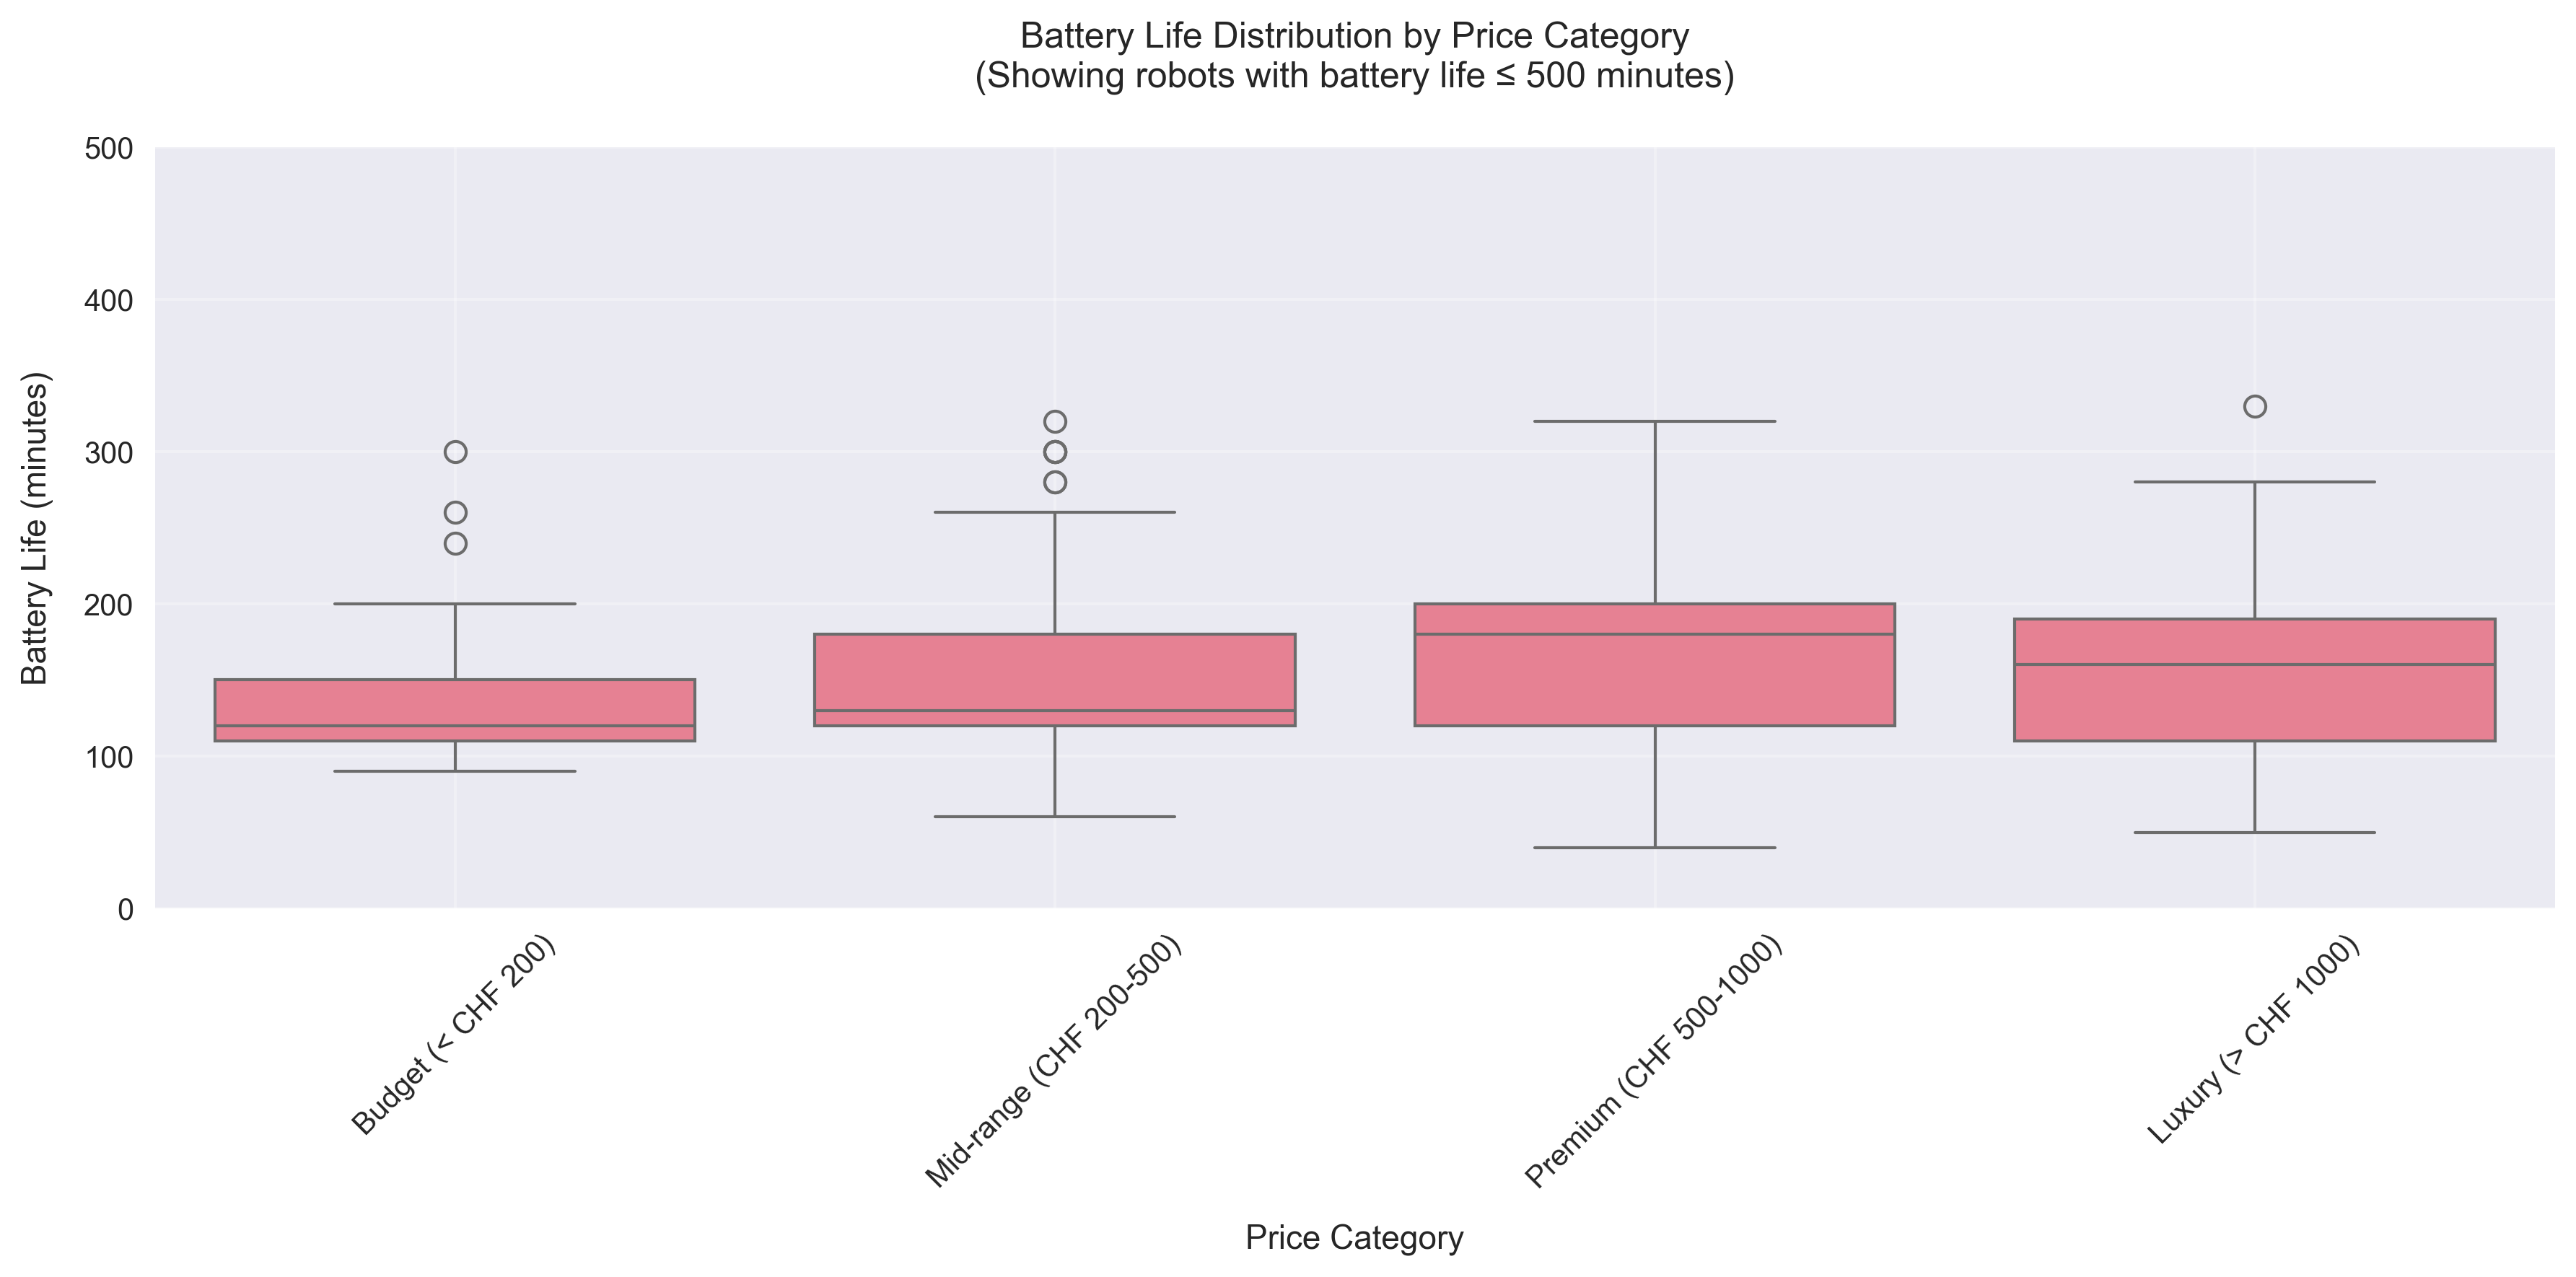 Battery Life Distribution by Price Category
(Showing robots with battery life ≤ 500 minutes)
500
400
300
200
100
0
Battery Life (minutes)
Budget (< CHF 200)
Mid-range (CHF 200-500)
Premium (CHF 500-1000)
Luxury (> CHF 1000)
Price Category